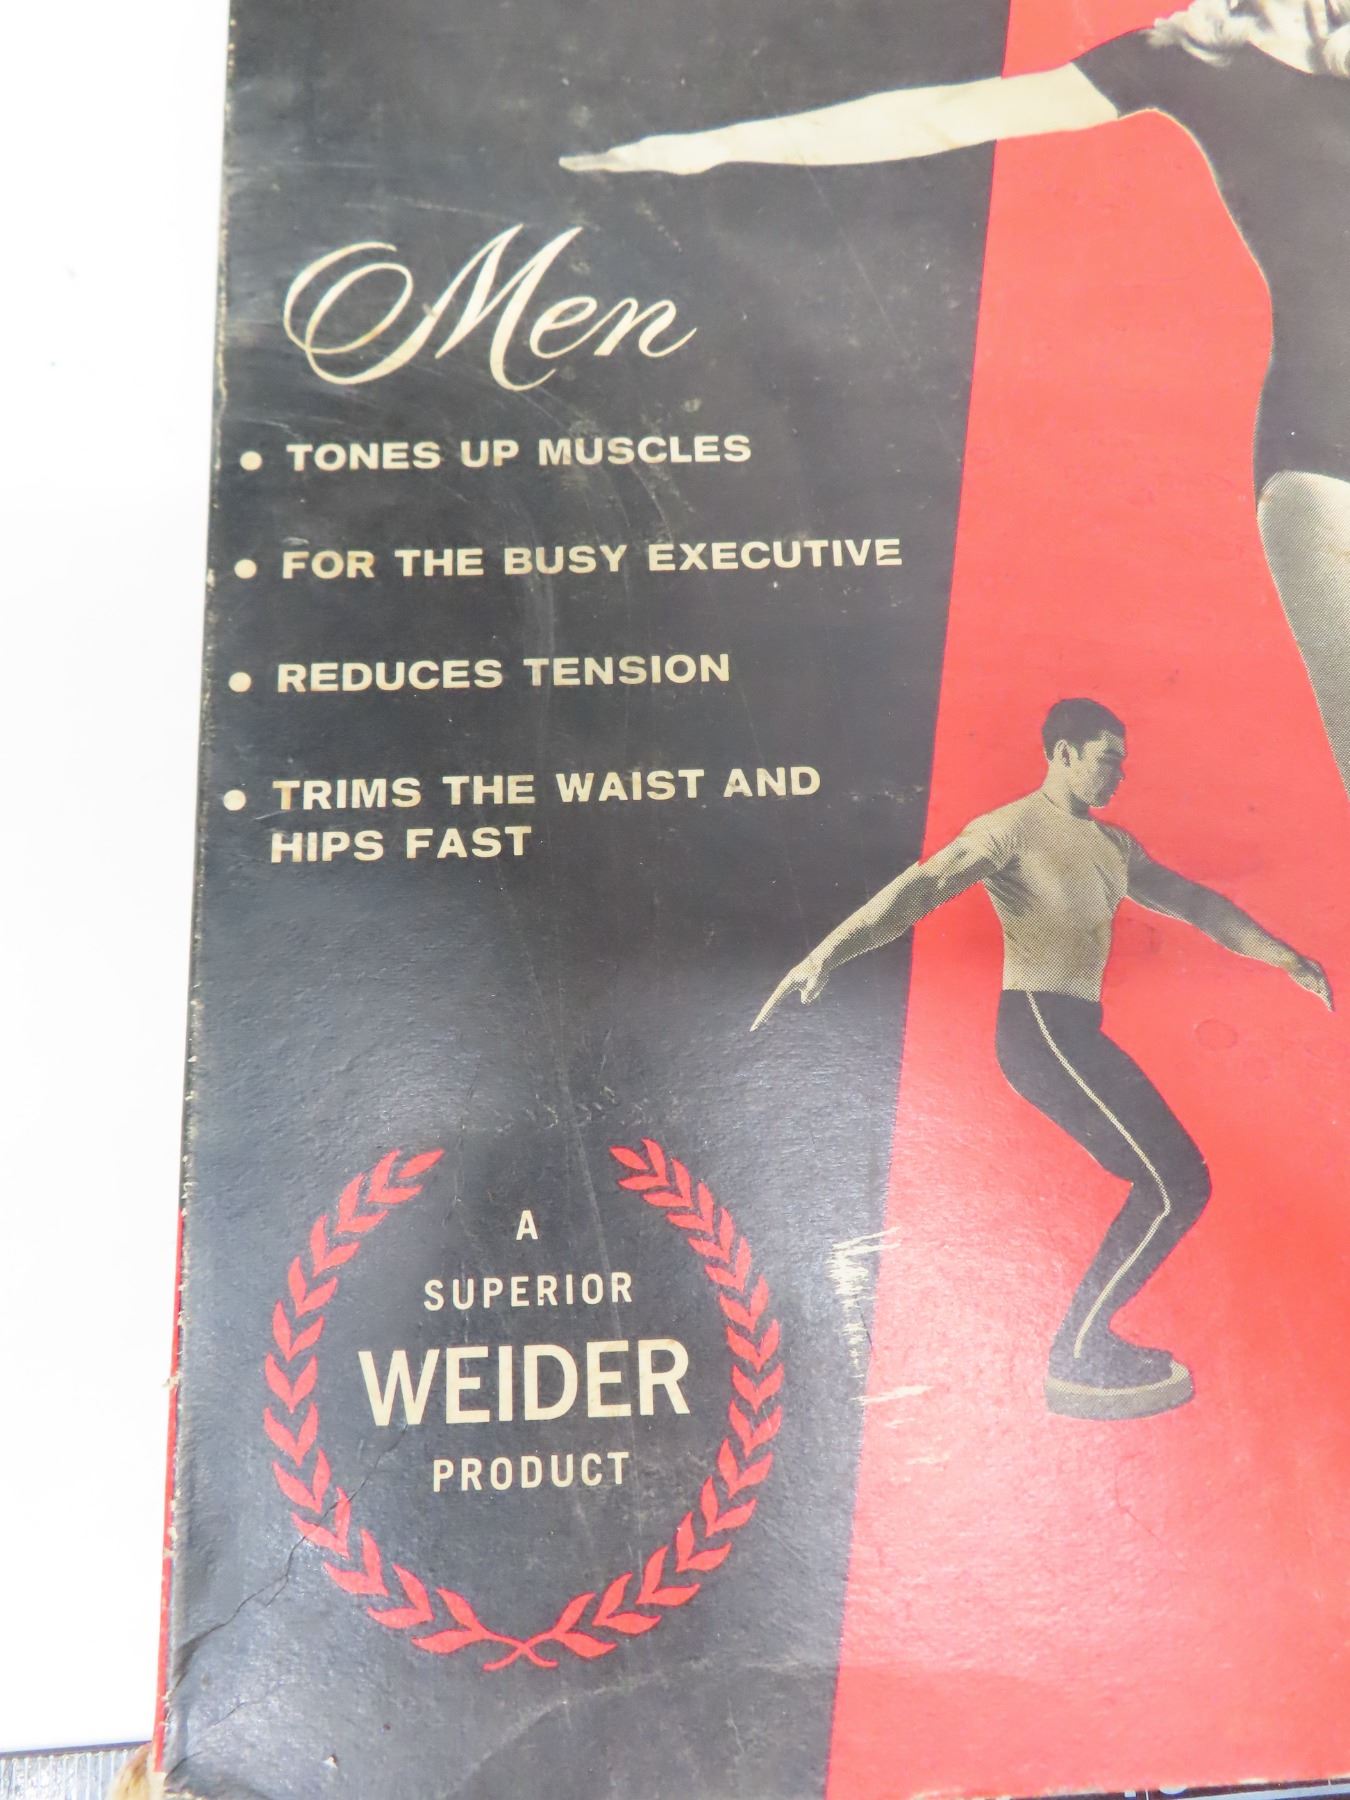 Men
• TONES UP MUSCLES
• FOR THE BUSY EXECUTIVE
• REDUCES TENSION
• TRIMS THE WAIST AND
HIPS FAST
A
SUPERIOR
WEIDER
PRODUCT